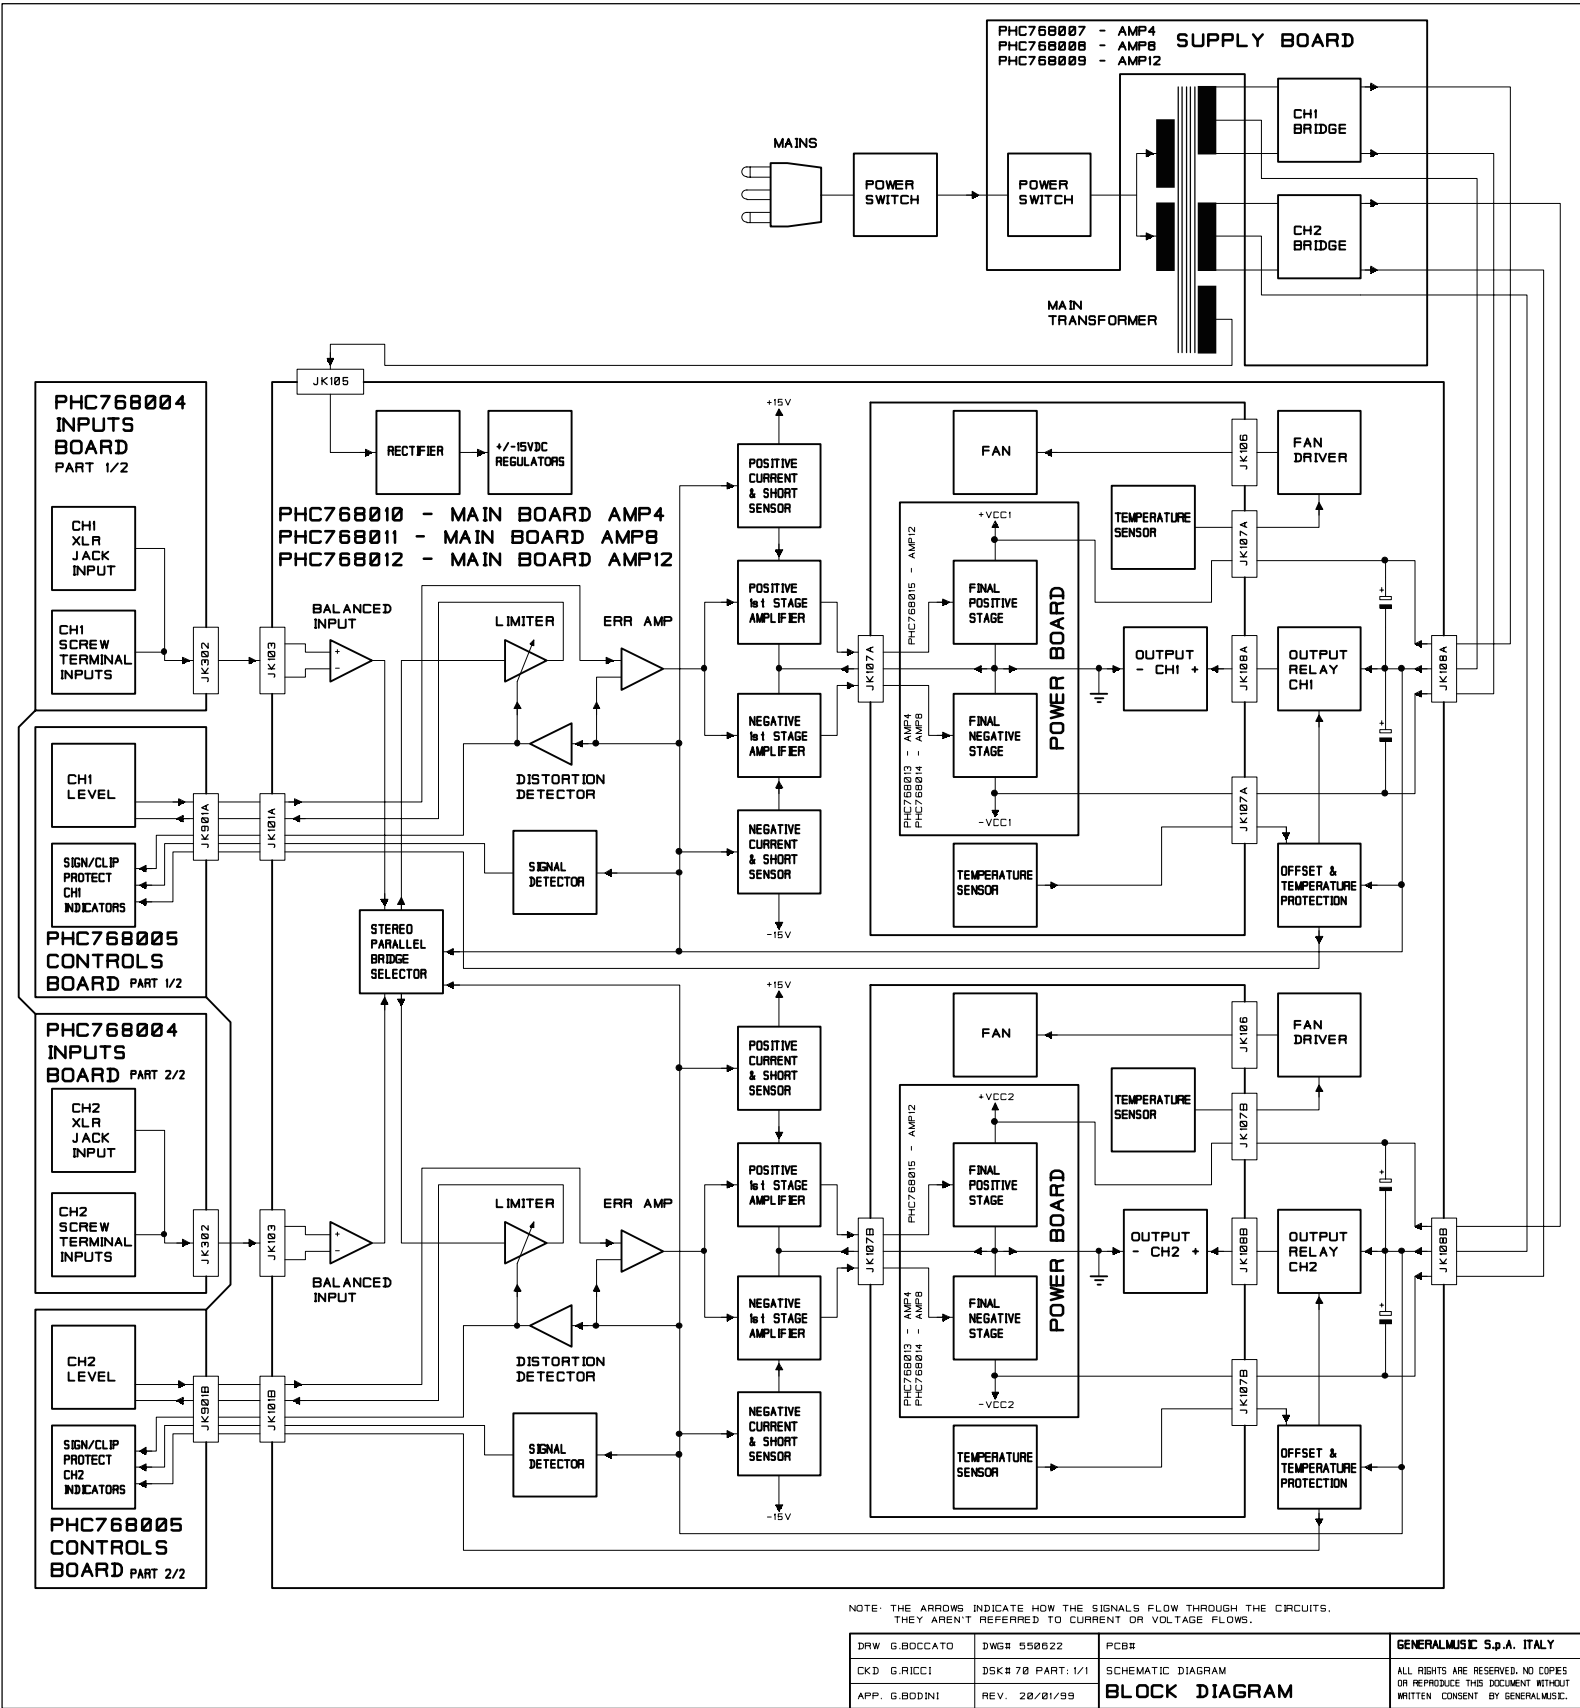 PHC768007 - AMP4
PHC768008 - AMP8
PHC768009 - AMP12
SUPPLY BOARD
CH1
BRIDGE
MAINS
POWER
SWITCH
POWER
SWITCH
CH2
BRIDGE
MAIN
TRANSFORMER
JK105
PHC768004
INPUTS
BOARD
PART 1/2
RECTIFIER
+/-15VDC
REGULATORS
+15V
POSITIVE
CURRENT
& SHORT
SENSOR
FAN
JK106
FAN
DRIVER
PHC768010 - MAIN BOARD AMP4
PHC768011 - MAIN BOARD AMP8
PHC768012 - MAIN BOARD AMP12
CH1
XLR
JACK
INPUT
TEMPERATURE
SENSOR
JK107A
+VCC1
PHC768015 - AMP12
POSITIVE
1st STAGE
AMPLIFIER
FINAL
POSITIVE
STAGE
POWER BOARD
BALANCED
INPUT
LIMITER
ERR AMP
CH1
SCREW
TERMINAL
INPUTS
JK302
JK103
+
-
JK107A
OUTPUT
- CH1 +
JK108A
OUTPUT
RELAY
CH1
+
+
JK108A
NEGATIVE
1st STAGE
AMPLIFIER
FINAL
NEGATIVE
STAGE
PHC768013 - AMP4
PHC768014 - AMP8
CH1
LEVEL
DISTORTION
DETECTOR
JK901A
JK101A
-VCC1
JK107A
SIGN/CLIP
PROTECT
CH1
INDICATORS
SIGNAL
DETECTOR
NEGATIVE
CURRENT
& SHORT
SENSOR
TEMPERATURE
SENSOR
OFFSET &
TEMPERATURE
PROTECTION
-15V
PHC768005
CONTROLS
BOARD PART 1/2
STEREO
PARALLEL
BRIDGE
SELECTOR
PHC768004
INPUTS
BOARD PART 2/2
+15V
POSITIVE
CURRENT
& SHORT
SENSOR
FAN
JK106
FAN
DRIVER
CH2
XLR
JACK
INPUT
TEMPERATURE
SENSOR
JK107B
+VCC2
PHC768015 - AMP12
POSITIVE
1st STAGE
AMPLIFIER
FINAL
POSITIVE
STAGE
POWER BOARD
LIMITER
ERR AMP
CH2
SCREW
TERMINAL
INPUTS
JK302
JK103
+
-
BALANCED
INPUT
JK107B
OUTPUT
- CH2 +
JK108B
OUTPUT
RELAY
CH2
+
+
JK108B
NEGATIVE
1st STAGE
AMPLIFIER
FINAL
NEGATIVE
STAGE
PHC768013 - AMP4
PHC768014 - AMP8
CH2
LEVEL
DISTORTION
DETECTOR
JK901B
JK101B
-VCC2
JK107B
SIGN/CLIP
PROTECT
CH2
INDICATORS
SIGNAL
DETECTOR
NEGATIVE
CURRENT
& SHORT
SENSOR
TEMPERATURE
SENSOR
OFFSET &
TEMPERATURE
PROTECTION
-15V
PHC768005
CONTROLS
BOARD PART 2/2
NOTE: THE ARROWS INDICATE HOW THE SIGNALS FLOW THROUGH THE CIRCUITS.
THEY AREN'T REFERRED TO CURRENT OR VOLTAGE FLOWS.
DRW G.BOCCATO
DWG# 550622
PCB#
GENERALMUSIC S.p.A. ITALY
CKD G.RICCI
DSK# 70 PART: 1/1
SCHEMATIC DIAGRAM
BLOCK DIAGRAM
APP. G.BODINI
REV. 20/01/99
ALL RIGHTS ARE RESERVED. NO COPIES
OR REPRODUCE THIS DOCUMENT WITHOUT
WRITTEN CONSENT BY GENERALMUSIC.